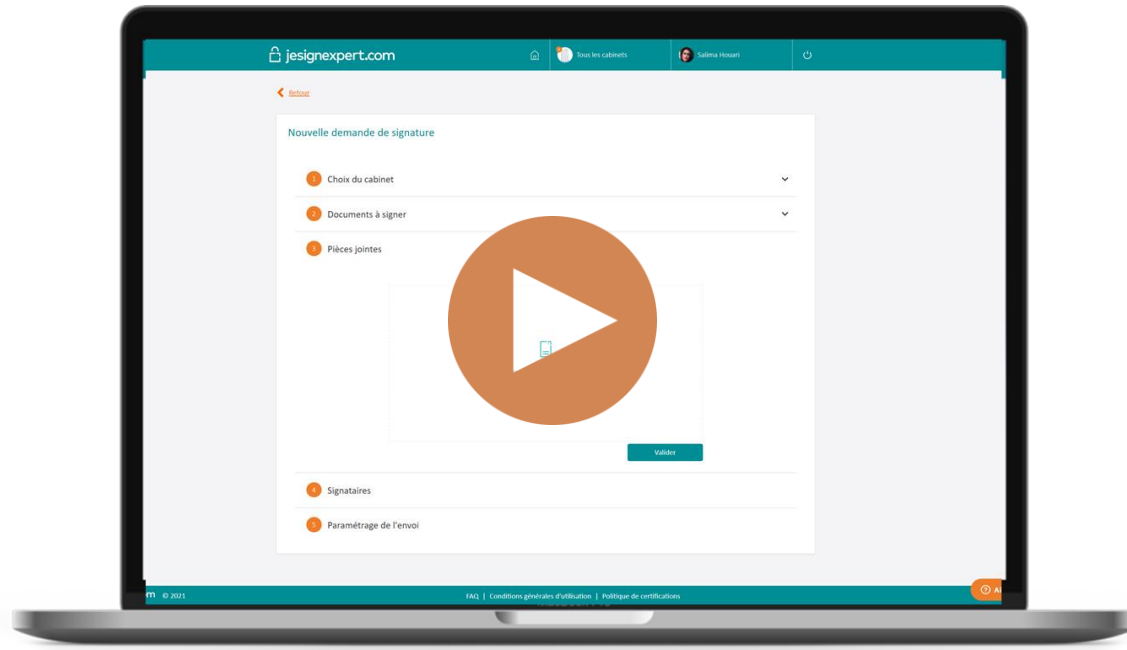 jesignexpert.com
Tous les cabinets
Salima Houari
Retour
Nouvelle demande de signature
1 Choix du cabinet
2 Documents à signer
3 Pièces jointes
Valider
4 Signataires
5 Paramétrage de l'envoi
m © 2021
FAQ | Conditions générales d'utilisation | Politique de certifications